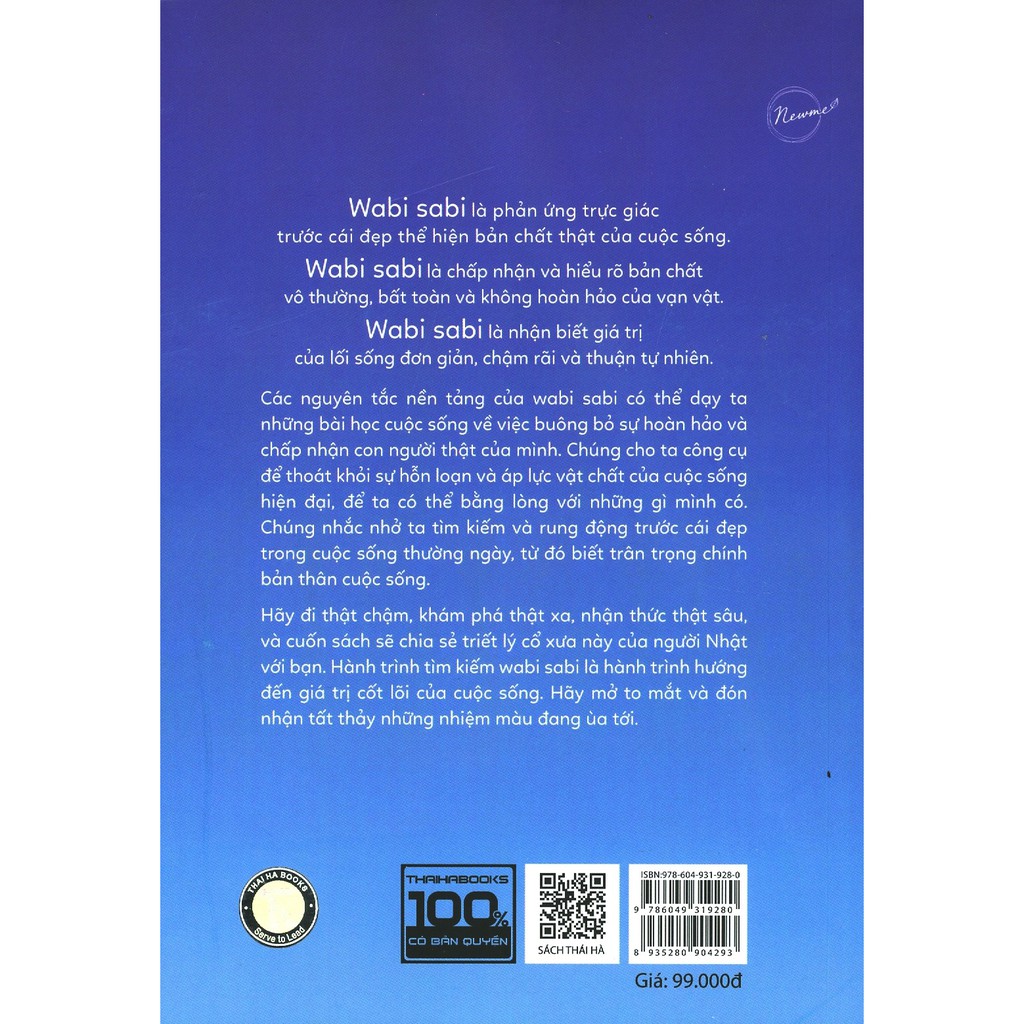 Newme
Wabi sabi là phản ứng trực giác
trước cái đẹp thể hiện bản chất thật của cuộc sống.
Wabi sabi là chấp nhận và hiểu rõ bản chất
vô thường, bất toàn và không hoàn hảo của vạn vật.
Wabi sabi là nhận biết giá trị
của lối sống đơn giản, chậm rãi và thuận tự nhiên.
Các nguyên tắc nền tảng của wabi sabi có thể dạy ta
những bài học cuộc sống về việc buông bỏ sự hoàn hảo và
chấp nhận con người thật của mình. Chúng cho ta công cụ
để thoát khỏi sự hỗn loạn và áp lực vật chất của cuộc sống
hiện đại, để ta có thể bằng lòng với những gì mình có.
Chúng nhắc nhở ta tìm kiếm và rung động trước cái đẹp
trong cuộc sống thường ngày, từ đó biết trân trọng chính
bản thân cuộc sống.
Hãy đi thật chậm, khám phá thật xa, nhận thức thật sâu,
và cuốn sách sẽ chia sẻ triết lý cổ xưa này của người Nhật
với bạn. Hành trình tìm kiếm wabi sabi là hành trình hướng
đến giá trị cốt lõi của cuộc sống. Hãy mở to mắt và đón
nhận tất thảy những nhiệm màu đang ùa tới.
THAI HA BOOKS
Serve to Lead
THAIHABOOKS
100%
CÓ BẢN QUYỀN
SÁCH THÁI HÀ
ISBN:978-604-931-928-0
9 786049 319280
8 935280 904293
Giá: 99.000đ